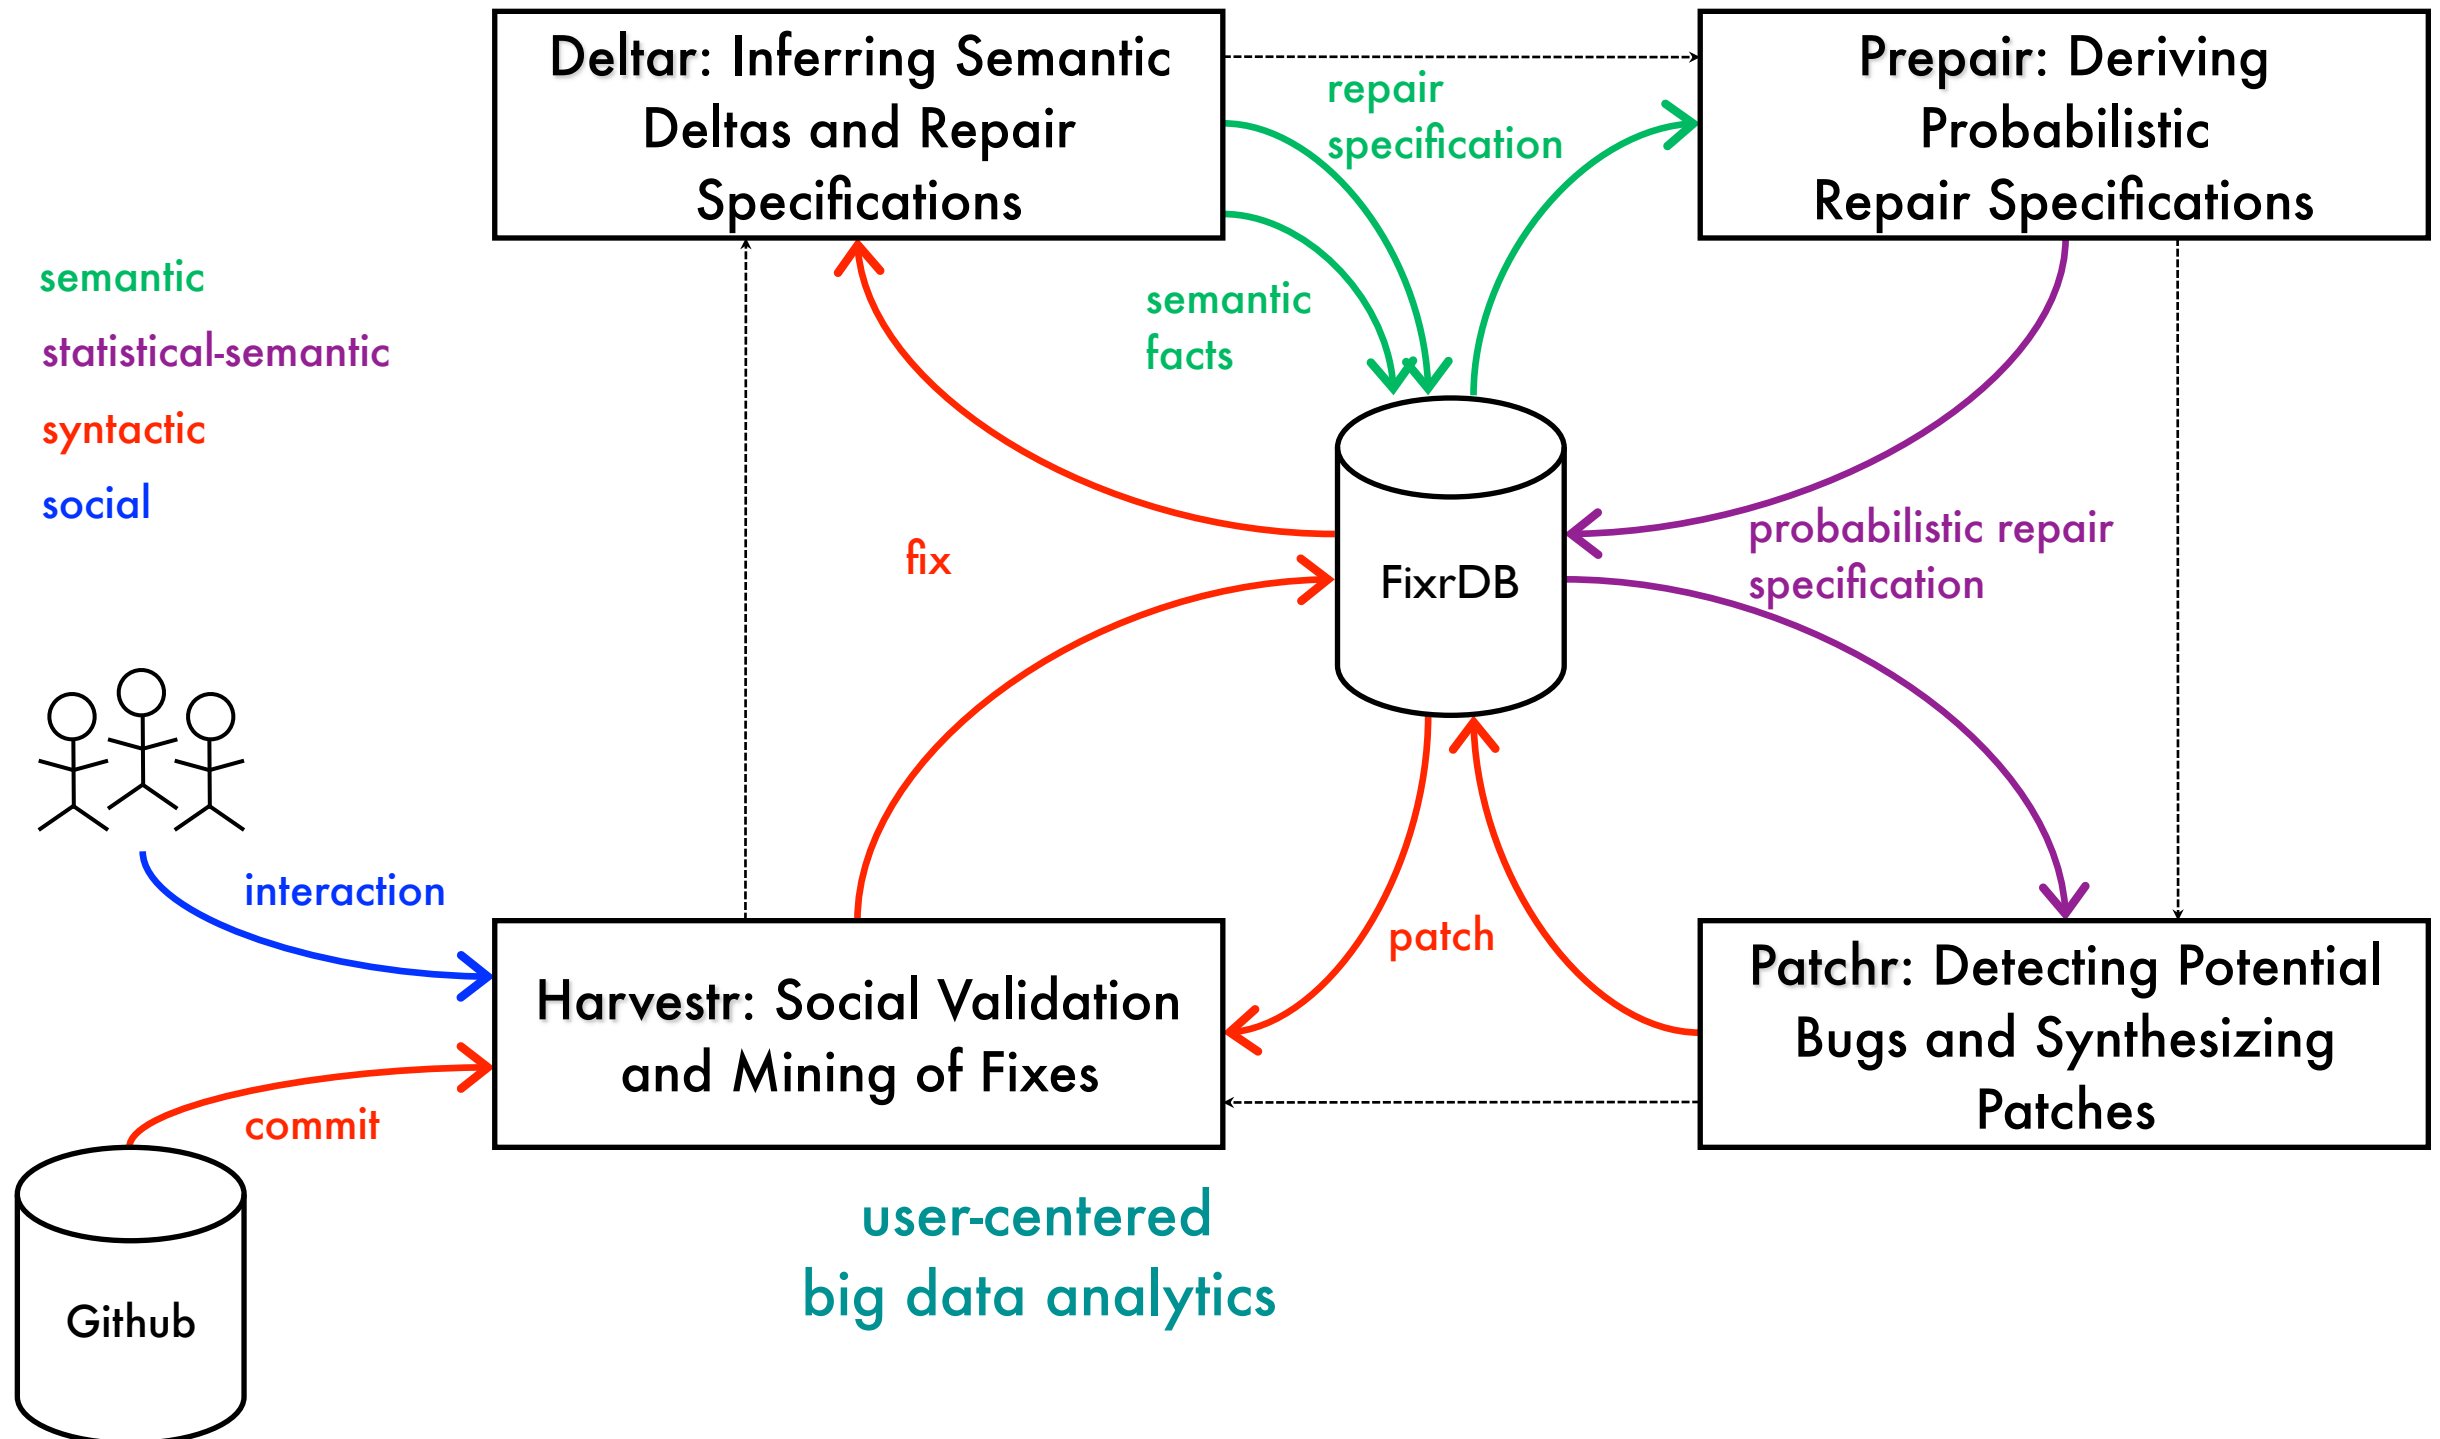 Deltar: Inferring Semantic
Deltas and Repair
Specifications
Prepair: Deriving
Probabilistic
Repair Specifications
repair
specification
semantic
facts
semantic
statistical-semantic
syntactic
social
fix
FixrDB
probabilistic repair
specification
interaction
patch
Harvestr: Social Validation
and Mining of Fixes
Patchr: Detecting Potential
Bugs and Synthesizing
Patches
commit
Github
user-centered
big data analytics